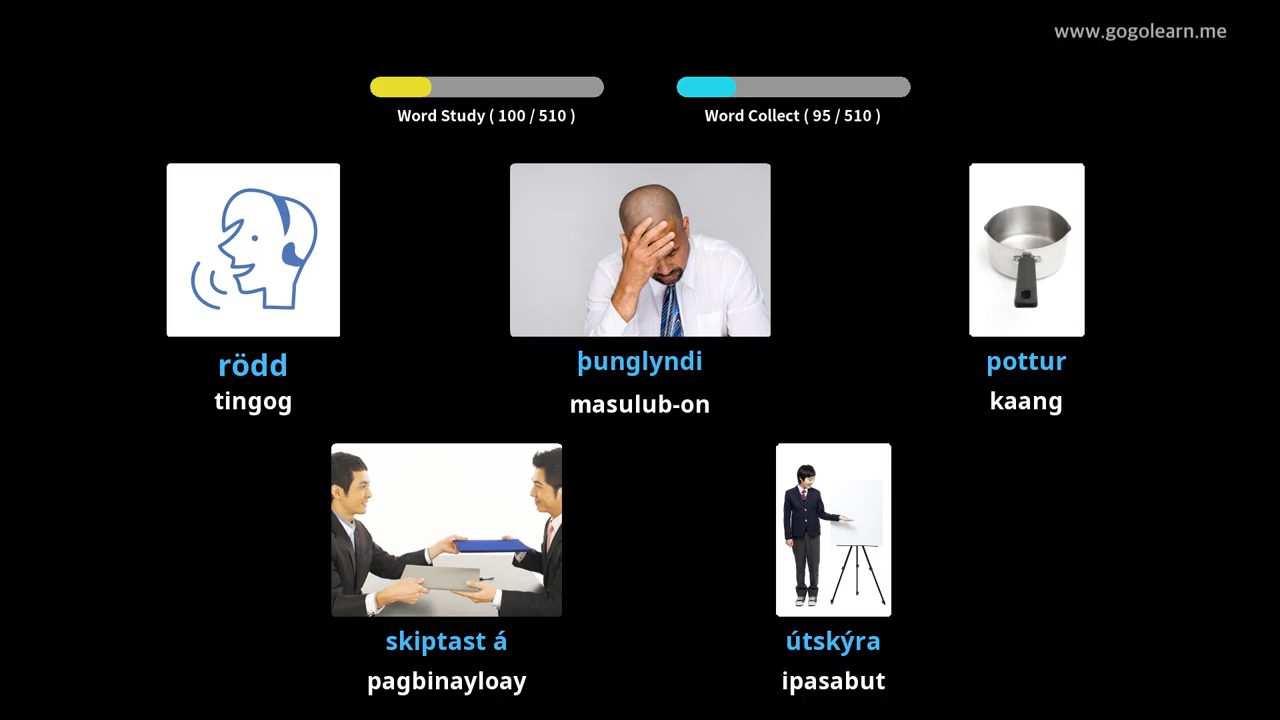 www.gogolearn.me
Word Study ( 100 / 510 )
Word Collect ( 95 / 510 )
rödd
tingog
þunglyndi
masulub-on
pottur
kaang
skiptast á
pagbinayloay
útskýra
ipasabut